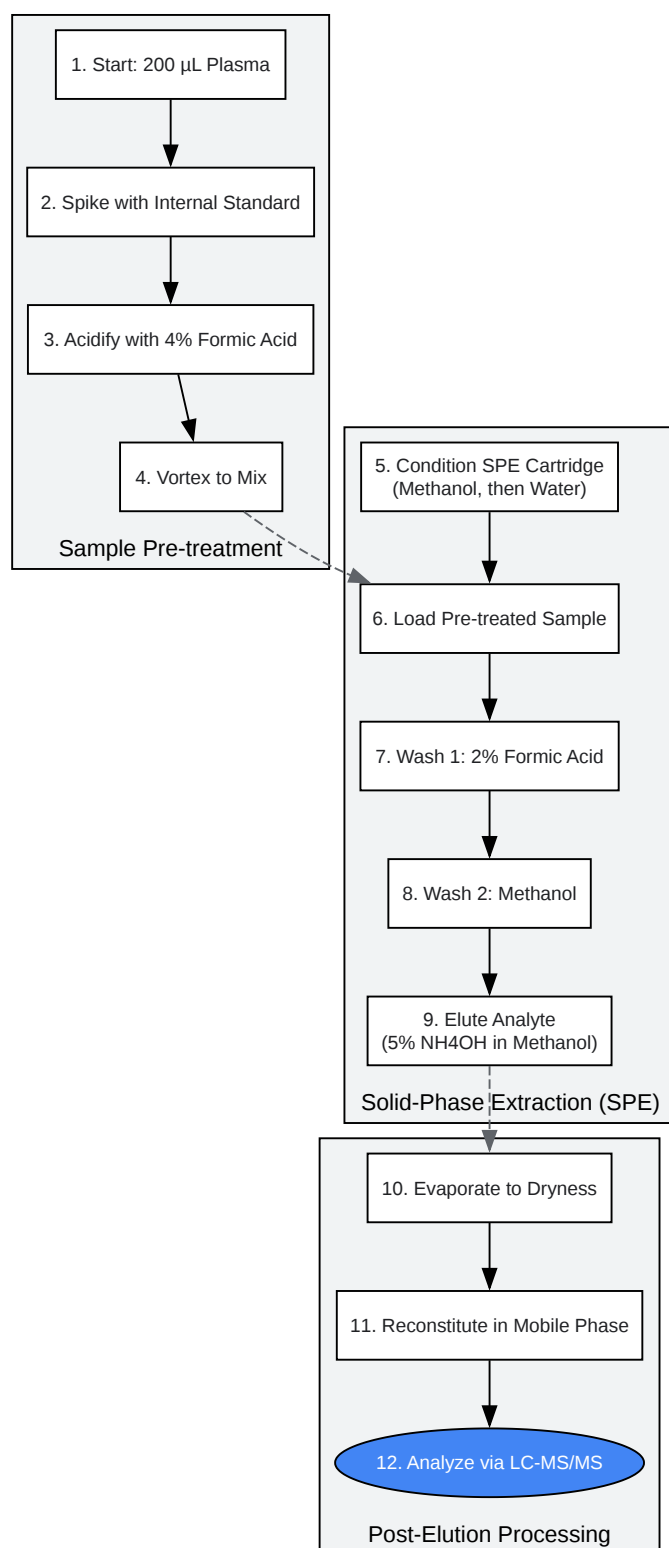 1. Start: 200 µL Plasma
2. Spike with Internal Standard
3. Acidify with 4% Formic Acid
4. Vortex to Mix
Sample Pre-treatment
5. Condition SPE Cartridge
(Methanol, then Water)
6. Load Pre-treated Sample
7. Wash 1: 2% Formic Acid
8. Wash 2: Methanol
9. Elute Analyte
(5% NH4OH in Methanol)
Solid-Phase Extraction (SPE)
10. Evaporate to Dryness
11. Reconstitute in Mobile Phase
12. Analyze via LC-MS/MS
Post-Elution Processing